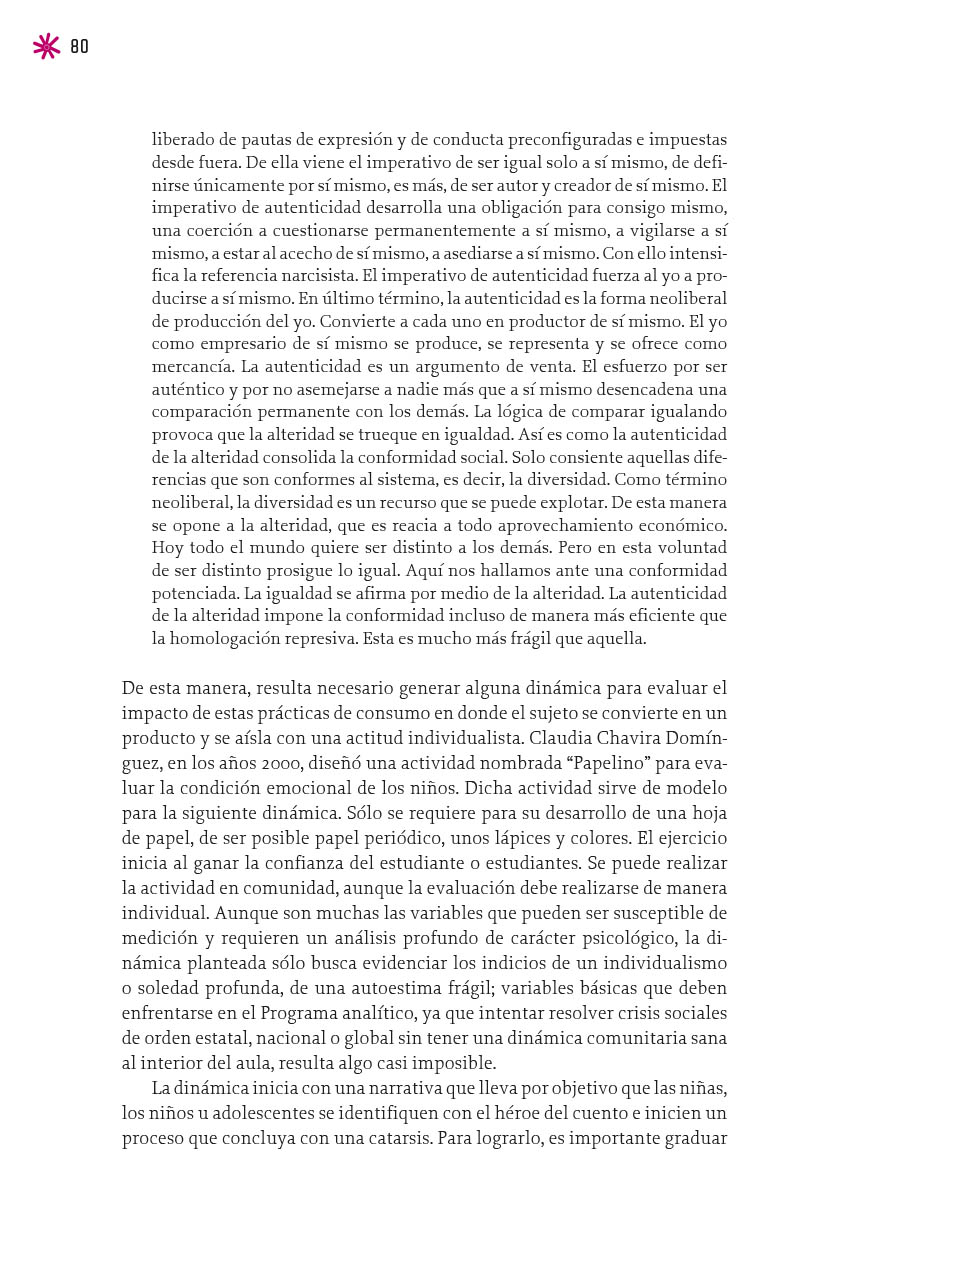 80
liberado de pautas de expresión y de conducta preconfiguradas e impuestas
desde fuera. De ella viene el imperativo de ser igual solo a sí mismo, de defi-
nirse únicamente por sí mismo, es más, de ser autor y creador de sí mismo. El
imperativo de autenticidad desarrolla una obligación para consigo mismo,
una coerción a cuestionarse permanentemente a sí mismo, a vigilarse a sí
mismo, a estar al acecho de sí mismo, a asediarse a sí mismo. Con ello intensi-
fica la referencia narcisista. El imperativo de autenticidad fuerza al yo a pro-
ducirse a sí mismo. En último término, la autenticidad es la forma neoliberal
de producción del yo. Convierte a cada uno en productor de sí mismo. El yo
como empresario de sí mismo se produce, se representa y se ofrece como
mercancía. La autenticidad es un argumento de venta. El esfuerzo por ser
auténtico y por no asemejarse a nadie más que a sí mismo desencadena una
comparación permanente con los demás. La lógica de comparar igualando
provoca que la alteridad se trueque en igualdad. Así es como la autenticidad
de la alteridad consolida la conformidad social. Solo consiente aquellas dife-
rencias que son conformes al sistema, es decir, la diversidad. Como término
neoliberal, la diversidad es un recurso que se puede explotar. De esta manera
se opone a la alteridad, que es reacia a todo aprovechamiento económico.
Hoy todo el mundo quiere ser distinto a los demás. Pero en esta voluntad
de ser distinto prosigue lo igual. Aquí nos hallamos ante una conformidad
potenciada. La igualdad se afirma por medio de la alteridad. La autenticidad
de la alteridad impone la conformidad incluso de manera más eficiente que
la homologación represiva. Esta es mucho más frágil que aquella.
De esta manera, resulta necesario generar alguna dinámica para evaluar el
impacto de estas prácticas de consumo en donde el sujeto se convierte en un
producto y se aísla con una actitud individualista. Claudia Chavira Domín-
guez, en los años 2000, diseñó una actividad nombrada “Papelino” para eva-
luar la condición emocional de los niños. Dicha actividad sirve de modelo
para la siguiente dinámica. Sólo se requiere para su desarrollo de una hoja
de papel, de ser posible papel periódico, unos lápices y colores. El ejercicio
inicia al ganar la confianza del estudiante o estudiantes. Se puede realizar
la actividad en comunidad, aunque la evaluación debe realizarse de manera
individual. Aunque son muchas las variables que pueden ser susceptible de
medición y requieren un análisis profundo de carácter psicológico, la di-
námica planteada sólo busca evidenciar los indicios de un individualismo
o soledad profunda, de una autoestima frágil; variables básicas que deben
enfrentarse en el Programa analítico, ya que intentar resolver crisis sociales
de orden estatal, nacional o global sin tener una dinámica comunitaria sana
al interior del aula, resulta algo casi imposible.
La dinámica inicia con una narrativa que lleva por objetivo que las niñas,
los niños u adolescentes se identifiquen con el héroe del cuento e inicien un
proceso que concluya con una catarsis. Para lograrlo, es importante graduar